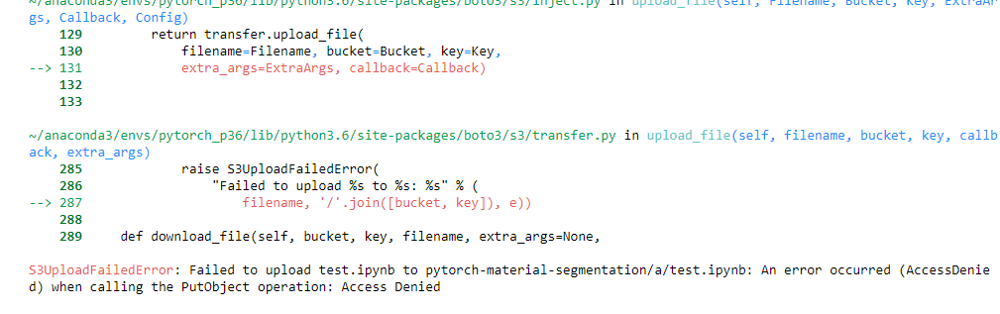 ~/anaconda3/envs/pytorch_p36/lib/python3.6/site-packages/boto3/s3/inject.py in upload_file(self, Filename, Bucket, Key, ExtraAr
gs, Callback, Config)
    129         return transfer.upload_file(
    130             filename=Filename, bucket=Bucket, key=Key,
--> 131             extra_args=ExtraArgs, callback=Callback)
    132
    133
~/anaconda3/envs/pytorch_p36/lib/python3.6/site-packages/boto3/s3/transfer.py in upload_file(self, filename, bucket, key, callb
ack, extra_args)
    285             raise S3UploadFailedError(
    286                 "Failed to upload %s to %s: %s" % (
--> 287                     filename, '/'.join([bucket, key]), e))
    288
    289     def download_file(self, bucket, key, filename, extra_args=None,
S3UploadFailedError: Failed to upload test.ipynb to pytorch-material-segmentation/a/test.ipynb: An error occurred (AccessDenie
d) when calling the PutObject operation: Access Denied